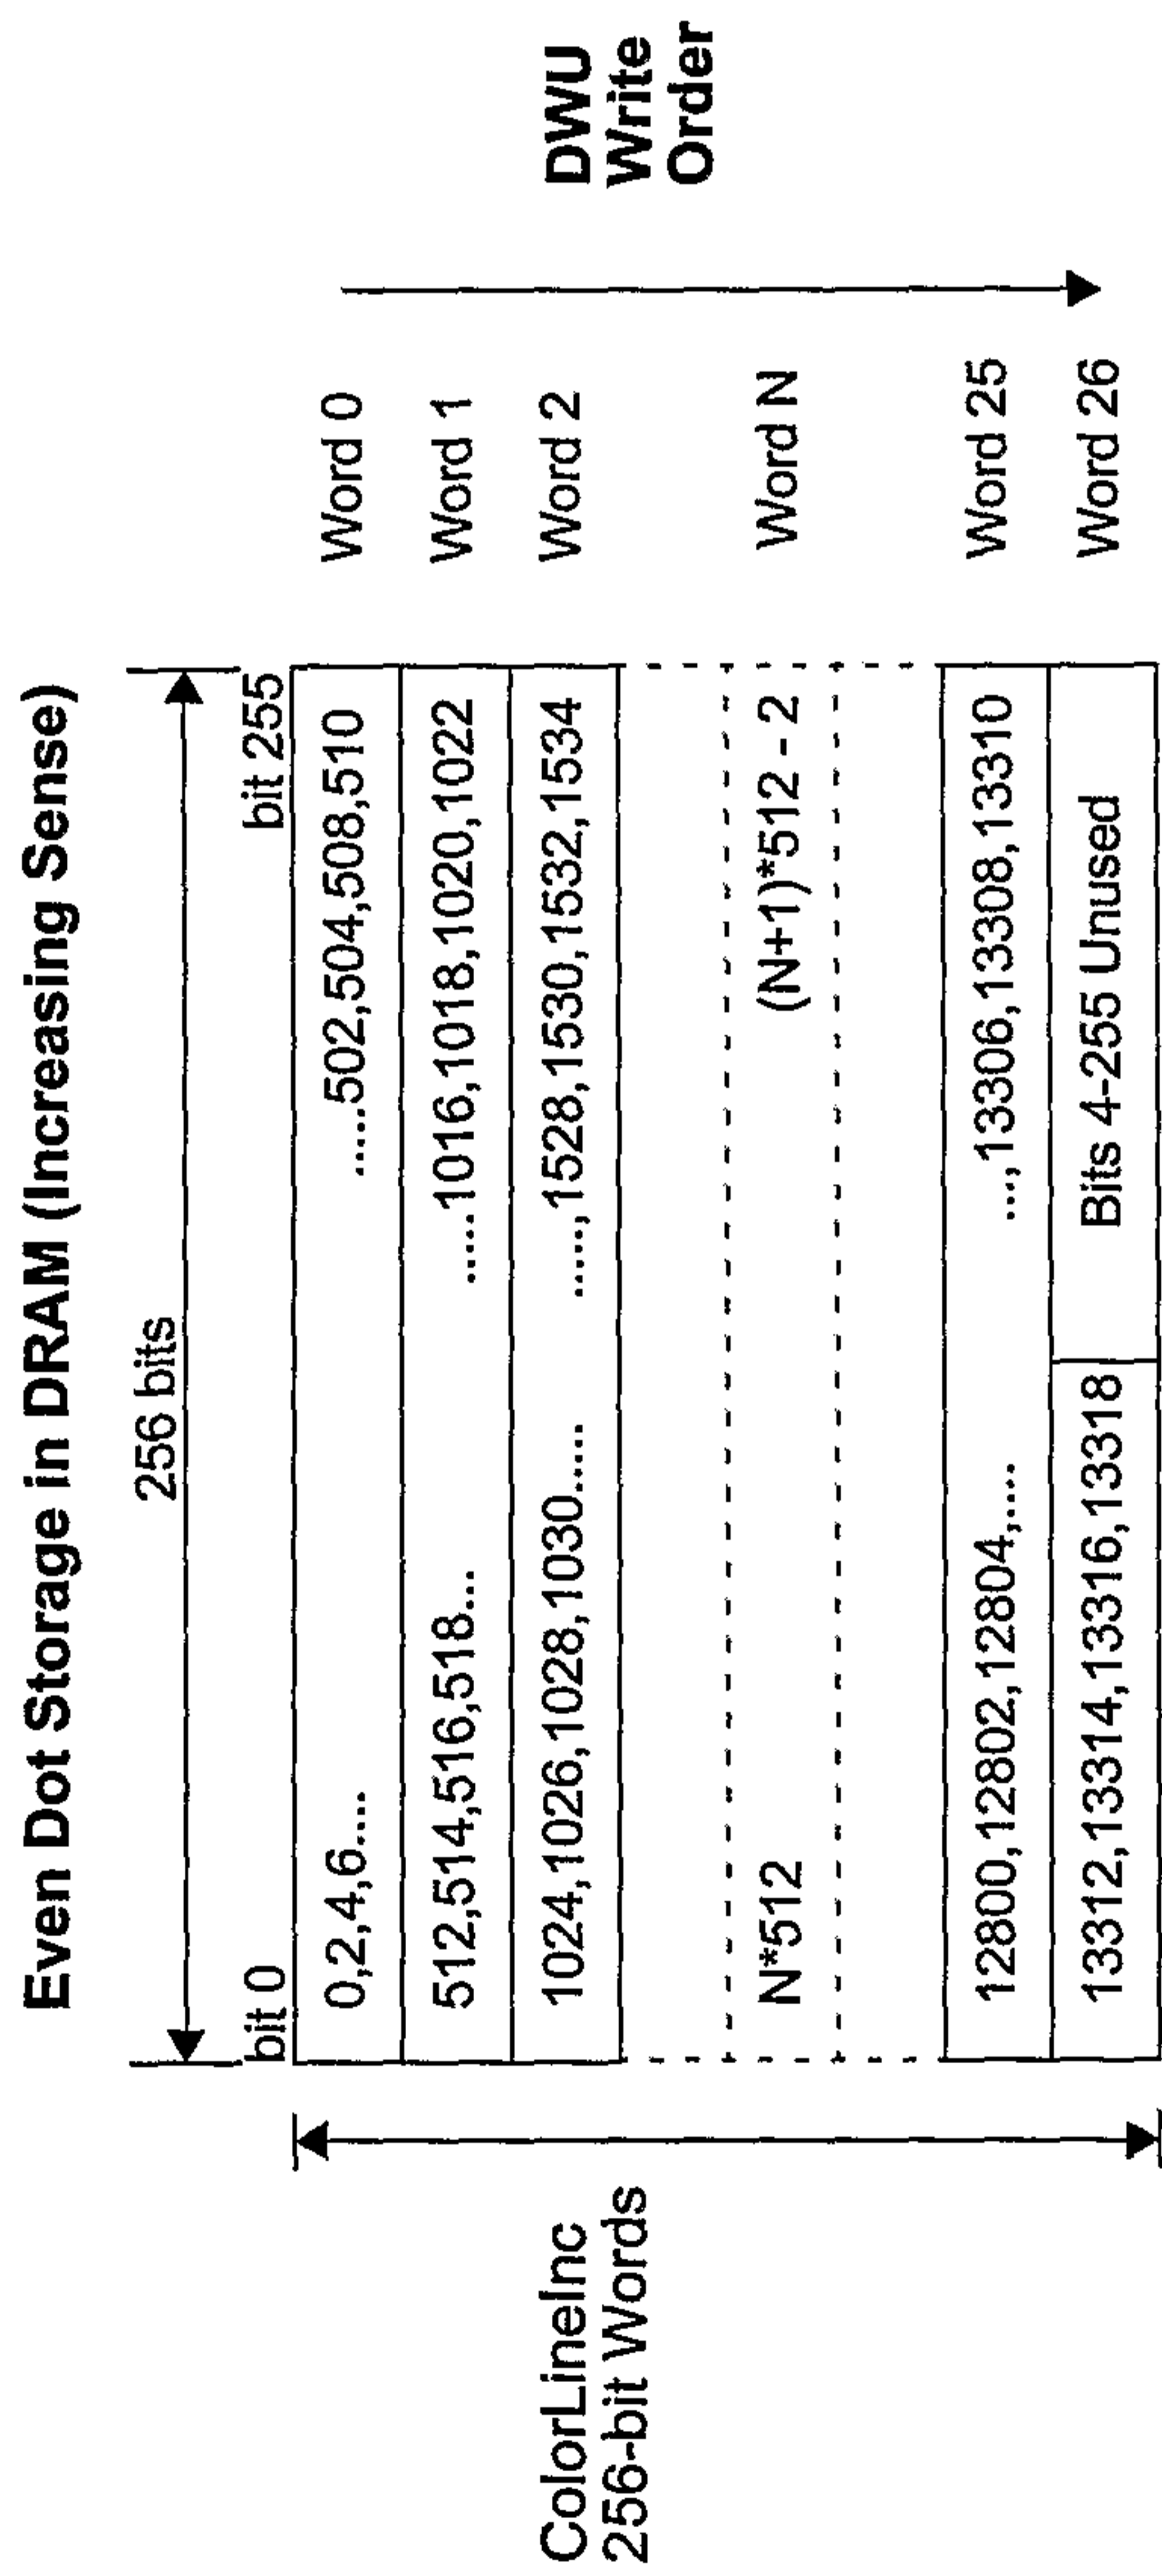 Even Dot Storage in DRAM (Increasing Sense)
256 bits
bit 0
bit 255
0,2,4,6....
.....502,504,508,510
Word 0
512,514,516,518...
.....1016,1018,1020,1022
Word 1
1024,1026,1028,1030.....
.....,1528,1530,1532,1534
Word 2
N*512
(N+1)*512 - 2
Word N
12800,12802,12804,....
...,13306,13308,13310
Word 25
13312,13314,13316,13318
Bits 4-255 Unused
Word 26
ColorLineInc
256-bit Words
DWU
Write
Order